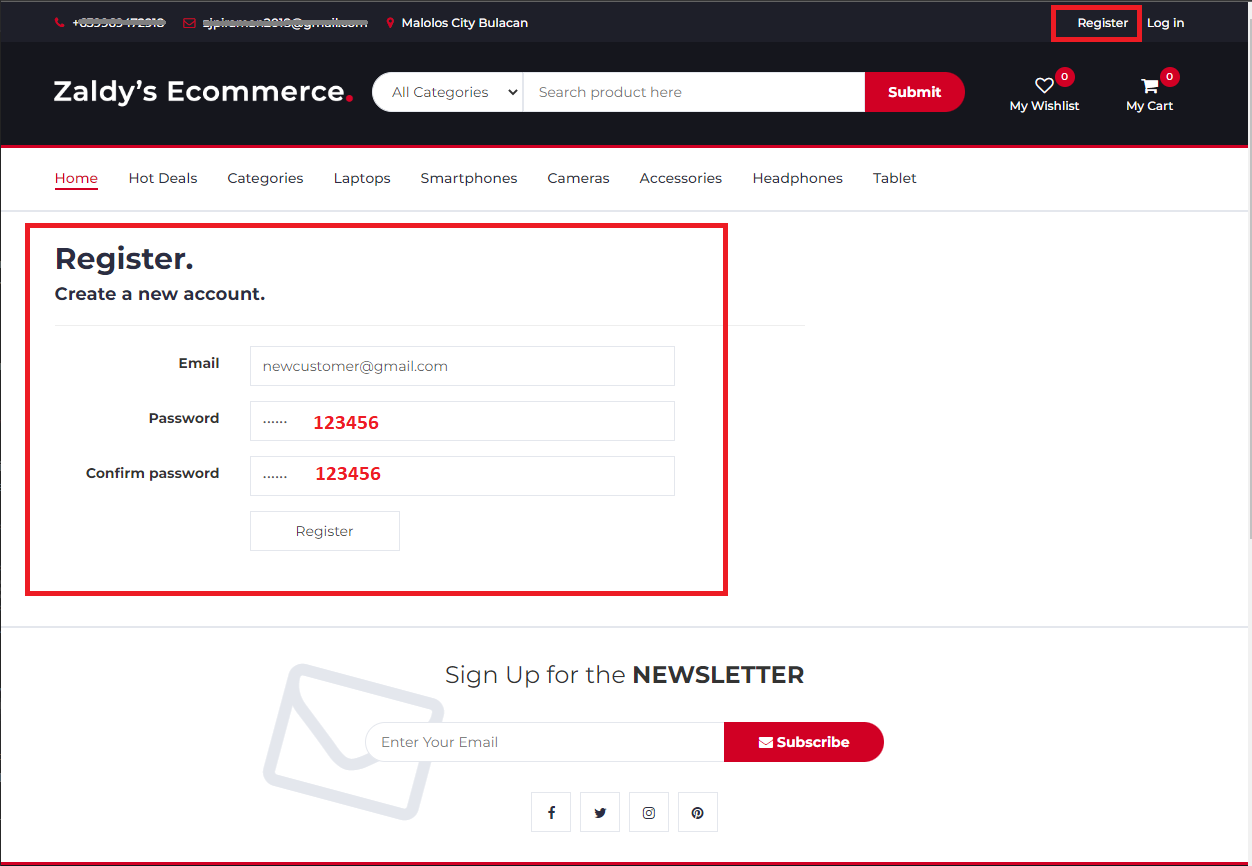 Malolos City Bulacan
Register Log in
Zaldy's Ecommerce.
All Categories
Search product here
Submit
0
My Wishlist
0
My Cart
Home Hot Deals Categories Laptops Smartphones Cameras Accessories Headphones Tablet
Register.
Create a new account.
Email newcustomer@gmail.com
Password ...... 123456
Confirm password ...... 123456
Register
Sign Up for the NEWSLETTER
Enter Your Email
Subscribe